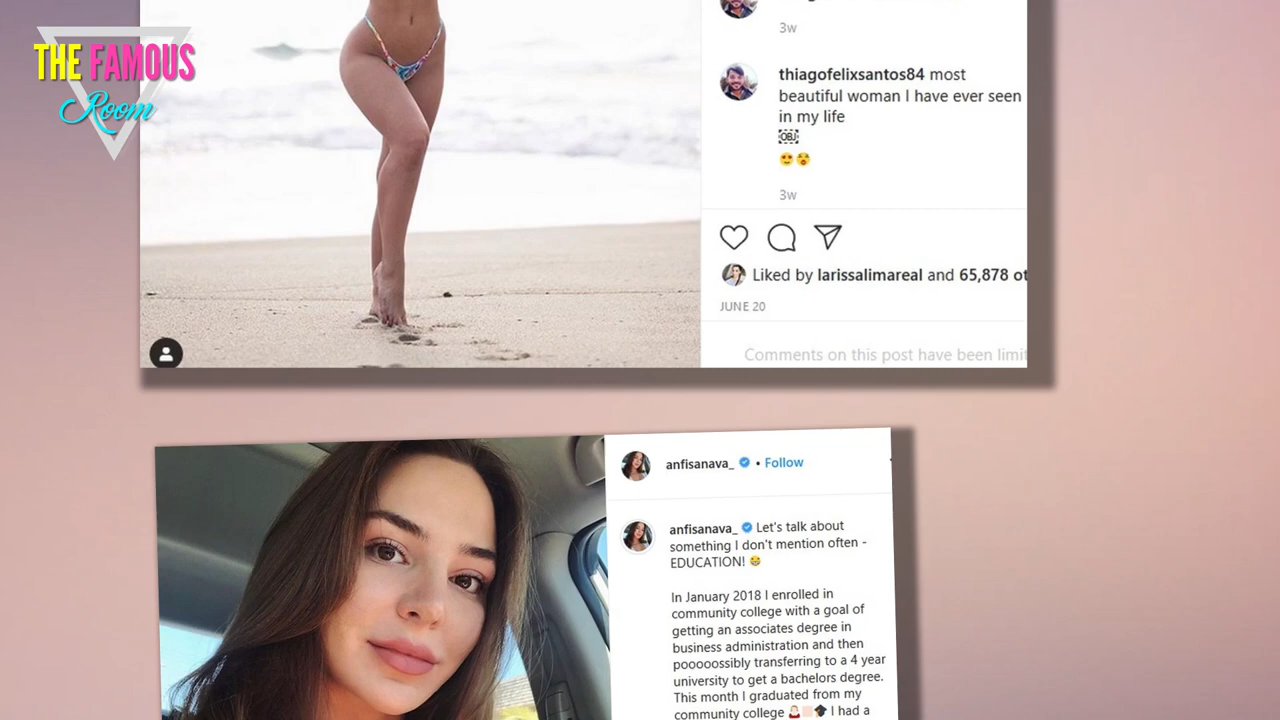 THE FAMOUS
Room
3w
thiagofelixsantos84 most
beautiful woman I have ever seen
in my life
OBJ
😍😲
3w
Liked by larissalimareal and 65,878 ot
JUNE 20
Comments on this post have been limit
anfisanava_ • Follow
anfisanava_ Let's talk about
something I don't mention often -
EDUCATION! 😁
In January 2018 I enrolled in
community college with a goal of
getting an associates degree in
business administration and then
pooooossibly transferring to a 4 year
university to get a bachelors degree.
This month I graduated from my
community college 👩🏻‍🎓 I had a